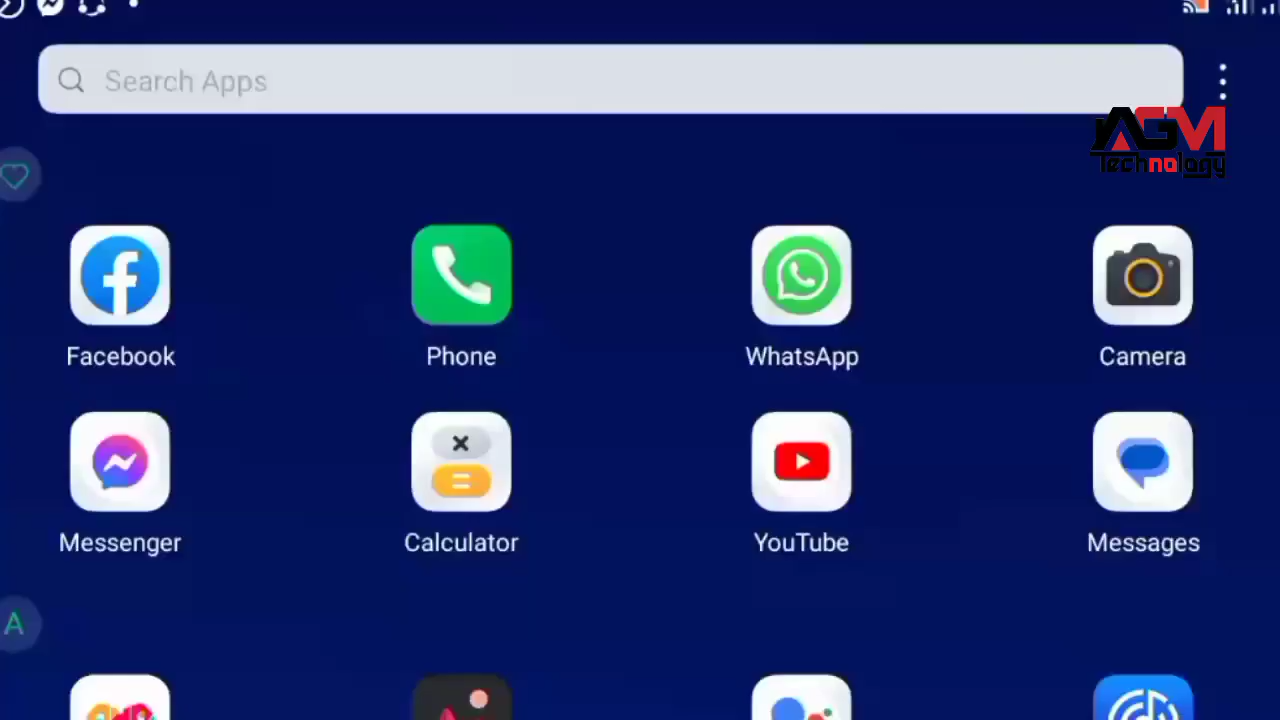 Search Apps
AGM
Technology
Facebook
Phone
WhatsApp
Camera
Messenger
Calculator
YouTube
Messages
A